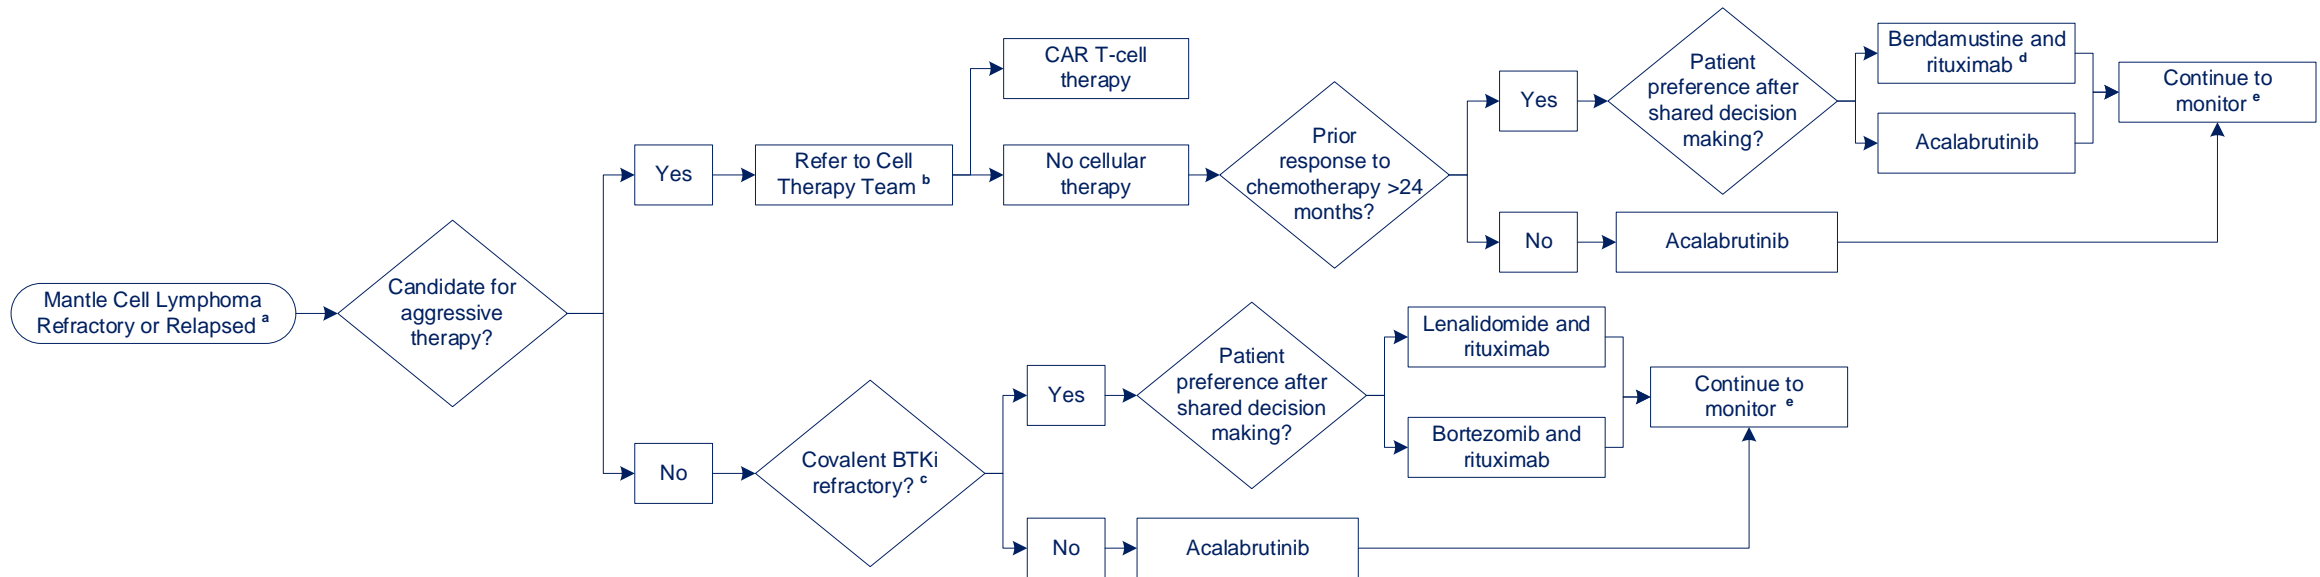 Mantle Cell Lymphoma
Refractory or Relapsed a
Candidate for
aggressive
therapy?
Yes
Refer to Cell
Therapy Team b
CAR T-cell
therapy
No cellular
therapy
Prior
response to
chemotherapy >24
months?
Yes
Patient
preference after
shared decision
making?
Bendamustine and
rituximab d
Acalabrutinib
Continue to
monitor e
No
Acalabrutinib
No
Covalent BTKi
refractory? c
Yes
Patient
preference after
shared decision
making?
Lenalidomide and
rituximab
Bortezomib and
rituximab
Continue to
monitor e
No
Acalabrutinib